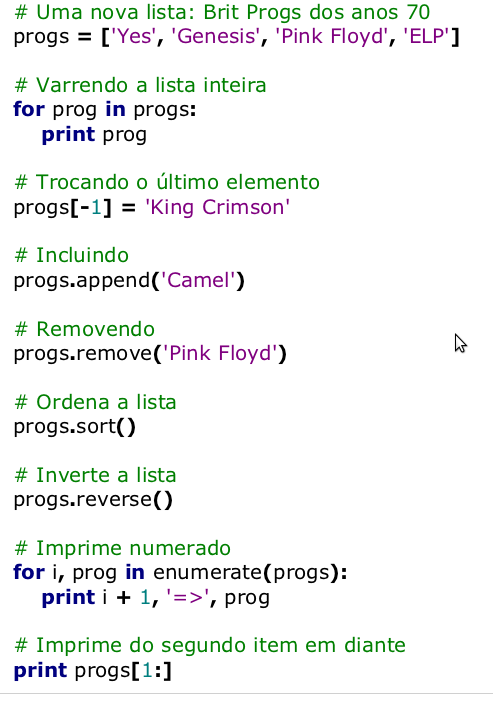 # Uma nova lista: Brit Progs dos anos 70
progs = ['Yes', 'Genesis', 'Pink Floyd', 'ELP']
# Varrendo a lista inteira
for prog in progs:
    print prog
# Trocando o último elemento
progs[-1] = 'King Crimson'
# Incluindo
progs.append('Camel')
# Removendo
progs.remove('Pink Floyd')
# Ordena a lista
progs.sort()
# Inverte a lista
progs.reverse()
# Imprime numerado
for i, prog in enumerate(progs):
    print i + 1, '=>', prog
# Imprime do segundo item em diante
print progs[1:]